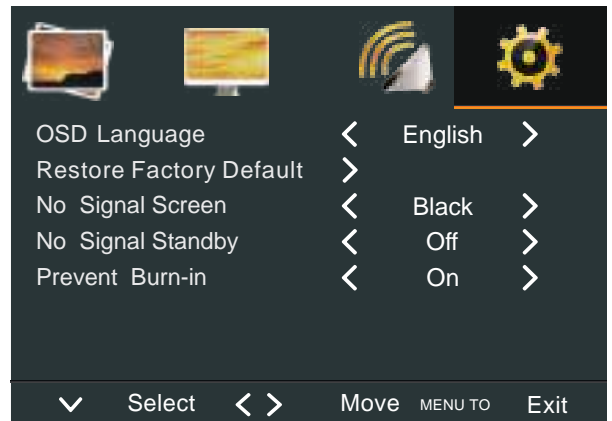 OSD Language English
Restore Factory Default
No Signal Screen Black
No Signal Standby Off
Prevent Burn-in On
Select Move MENU TO Exit